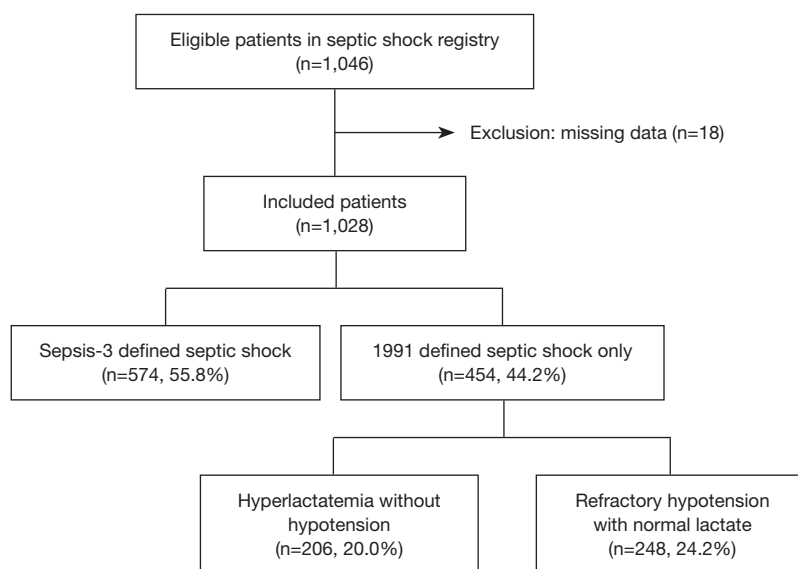 Eligible patients in septic shock registry
(n=1,046)
Exclusion: missing data (n=18)
Included patients
(n=1,028)
Sepsis-3 defined septic shock
(n=574, 55.8%)
1991 defined septic shock only
(n=454, 44.2%)
Hyperlactatemia without
hypotension
(n=206, 20.0%)
Refractory hypotension
with normal lactate
(n=248, 24.2%)